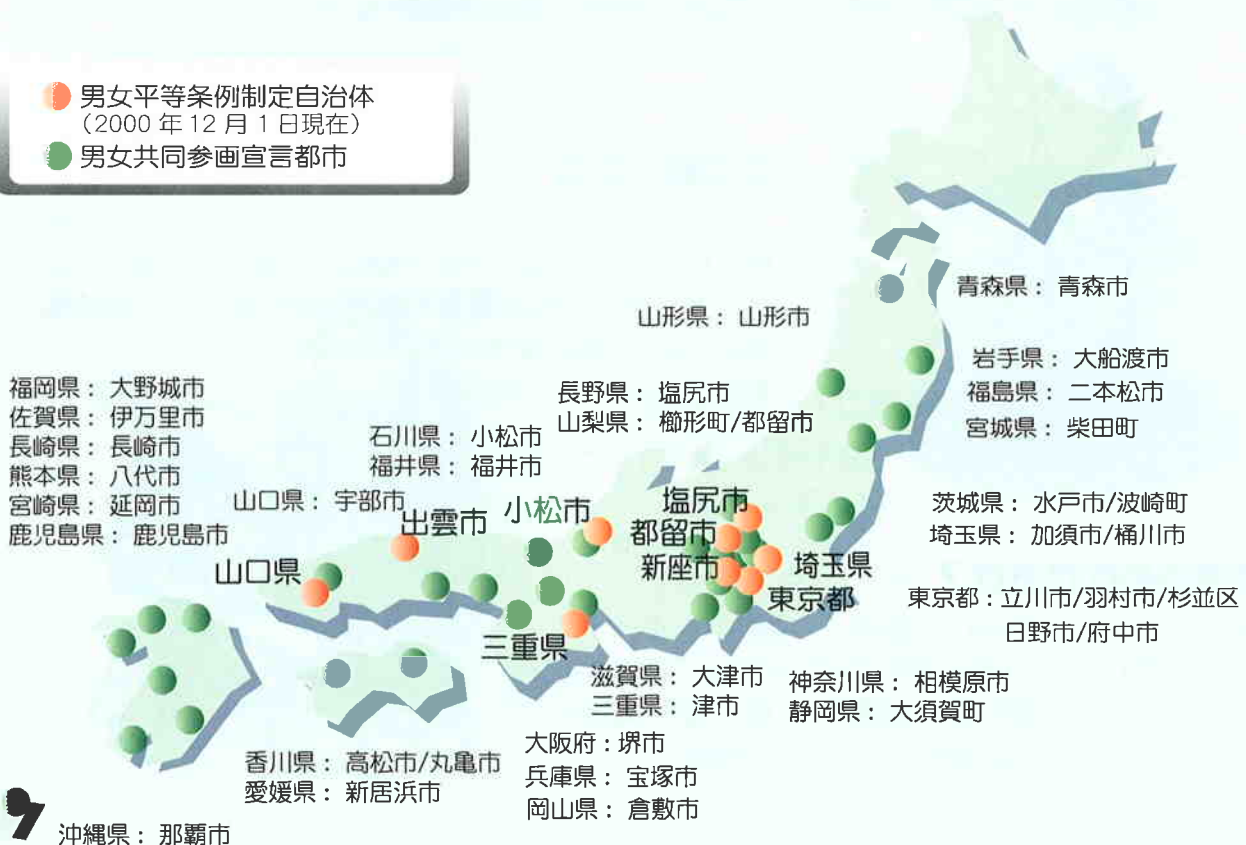 男女平等条例制定自治体
（2000年12月1日現在）
男女共同参画宣言都市
青森県：青森市
山形県：山形市
岩手県：大船渡市
福島県：二本松市
宮城県：柴田町
長野県：塩尻市
山梨県：櫛形町/都留市
福岡県：大野城市
佐賀県：伊万里市
長崎県：長崎市
熊本県：八代市
宮崎県：延岡市
鹿児島県：鹿児島市
石川県：小松市
福井県：福井市
山口県：宇部市
出雲市
小松市
塩尻市
都留市
新座市
埼玉県
東京都
山口県
三重県
茨城県：水戸市/波崎町
埼玉県：加須市/桶川市
東京都：立川市/羽村市/杉並区
日野市/府中市
滋賀県：大津市
三重県：津市
神奈川県：相模原市
静岡県：大須賀町
大阪府：堺市
兵庫県：宝塚市
岡山県：倉敷市
香川県：高松市/丸亀市
愛媛県：新居浜市
沖縄県：那覇市